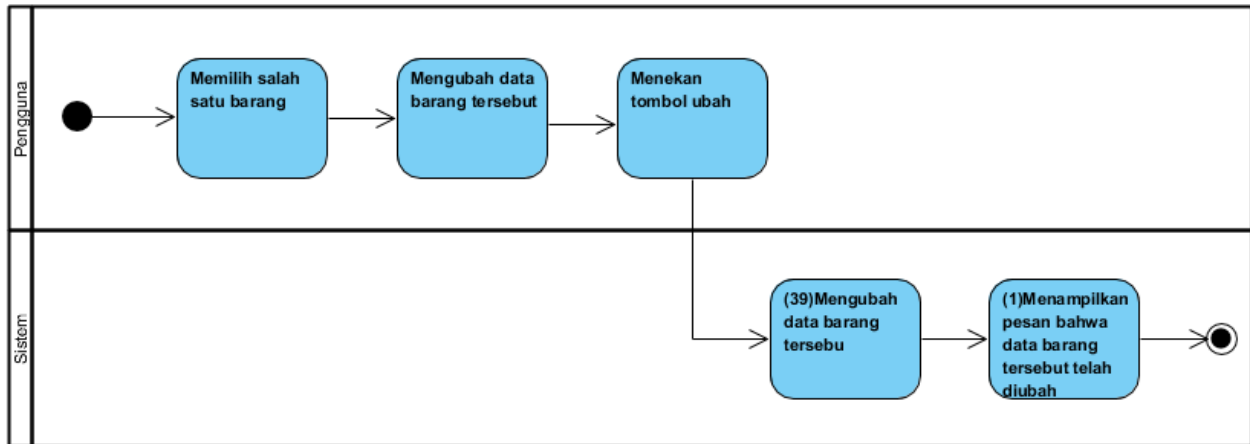 Pengguna
Memilih salah
satu barang
Mengubah data
barang tersebut
Menekan
tombol ubah
Sistem
(39)Mengubah
data barang
tersebu
(1)Menampilkan
pesan bahwa
data barang
tersebut telah
diubah